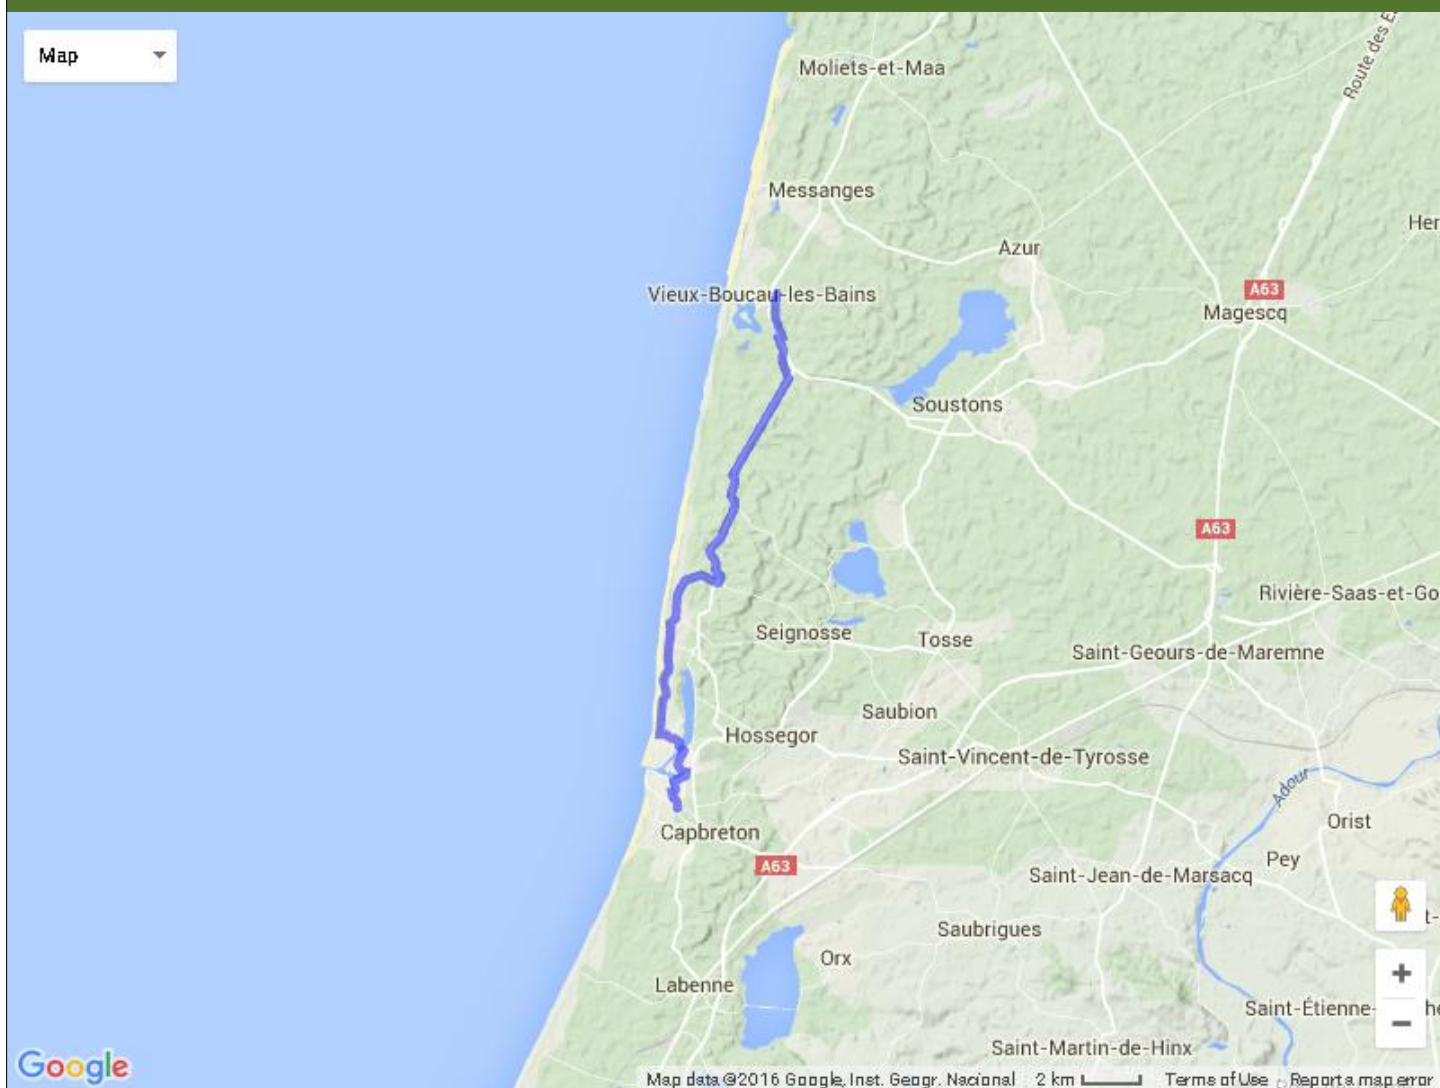 Map
Moliets-et-Maa
Route des E
Messanges
Her
Azur
Vieux-Boucau-les-Bains
A63
Magescq
Soustons
A63
Rivière-Saas-et-Go
Seignosse
Tosse
Saint-Geours-de-Maremne
Saubion
Hossegor
Saint-Vincent-de-Tyrosse
Adour
Orist
Capbreton
Pey
A63
Saint-Jean-de-Marsacq
t-
Saubrigues
Orx
Labenne
Saint-Étienne-
he
Saint-Martin-de-Hinx
Google
Map data ©2016 Google, Inst. Geogr. Nacional 2 km Terms of Use Report a map error